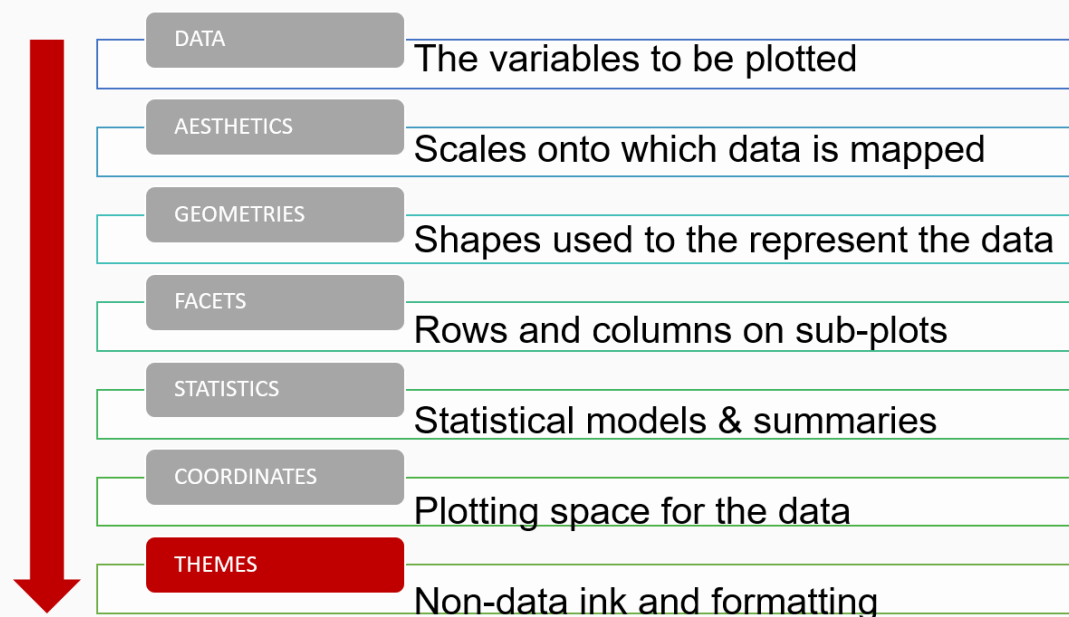 DATA
The variables to be plotted
AESTHETICS
Scales onto which data is mapped
GEOMETRIES
Shapes used to the represent the data
FACETS
Rows and columns on sub-plots
STATISTICS
Statistical models & summaries
COORDINATES
Plotting space for the data
THEMES
Non-data ink and formatting